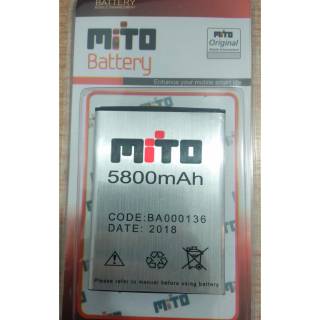 BATTERY
MiTO
Battery
MiTO
Original
Enhance your mobile smart life
MiTO
5800mAh
CODE:BA000136
DATE: 2018
Please refer to manual before using battery
MiTO